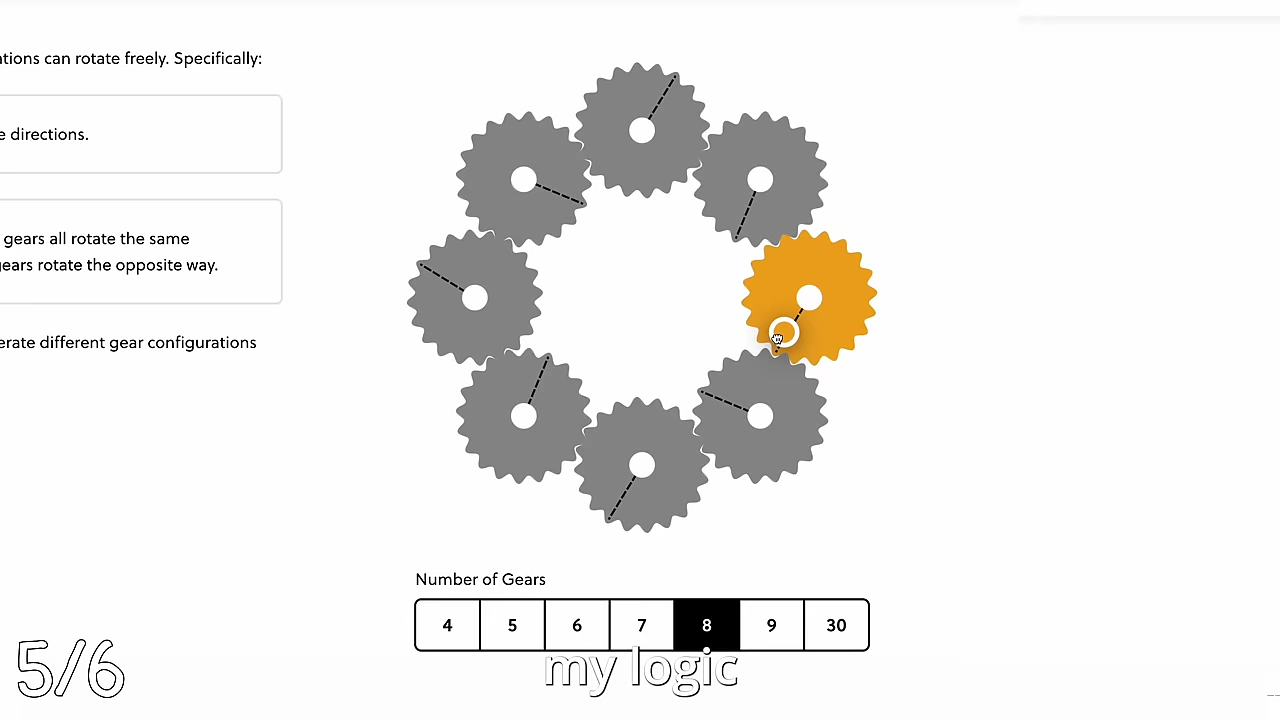 ations can rotate freely. Specifically:
e directions.
gears all rotate the same
gears rotate the opposite way.
erate different gear configurations
Number of Gears
4 5 6 7 8 9 30
5/6
my logic